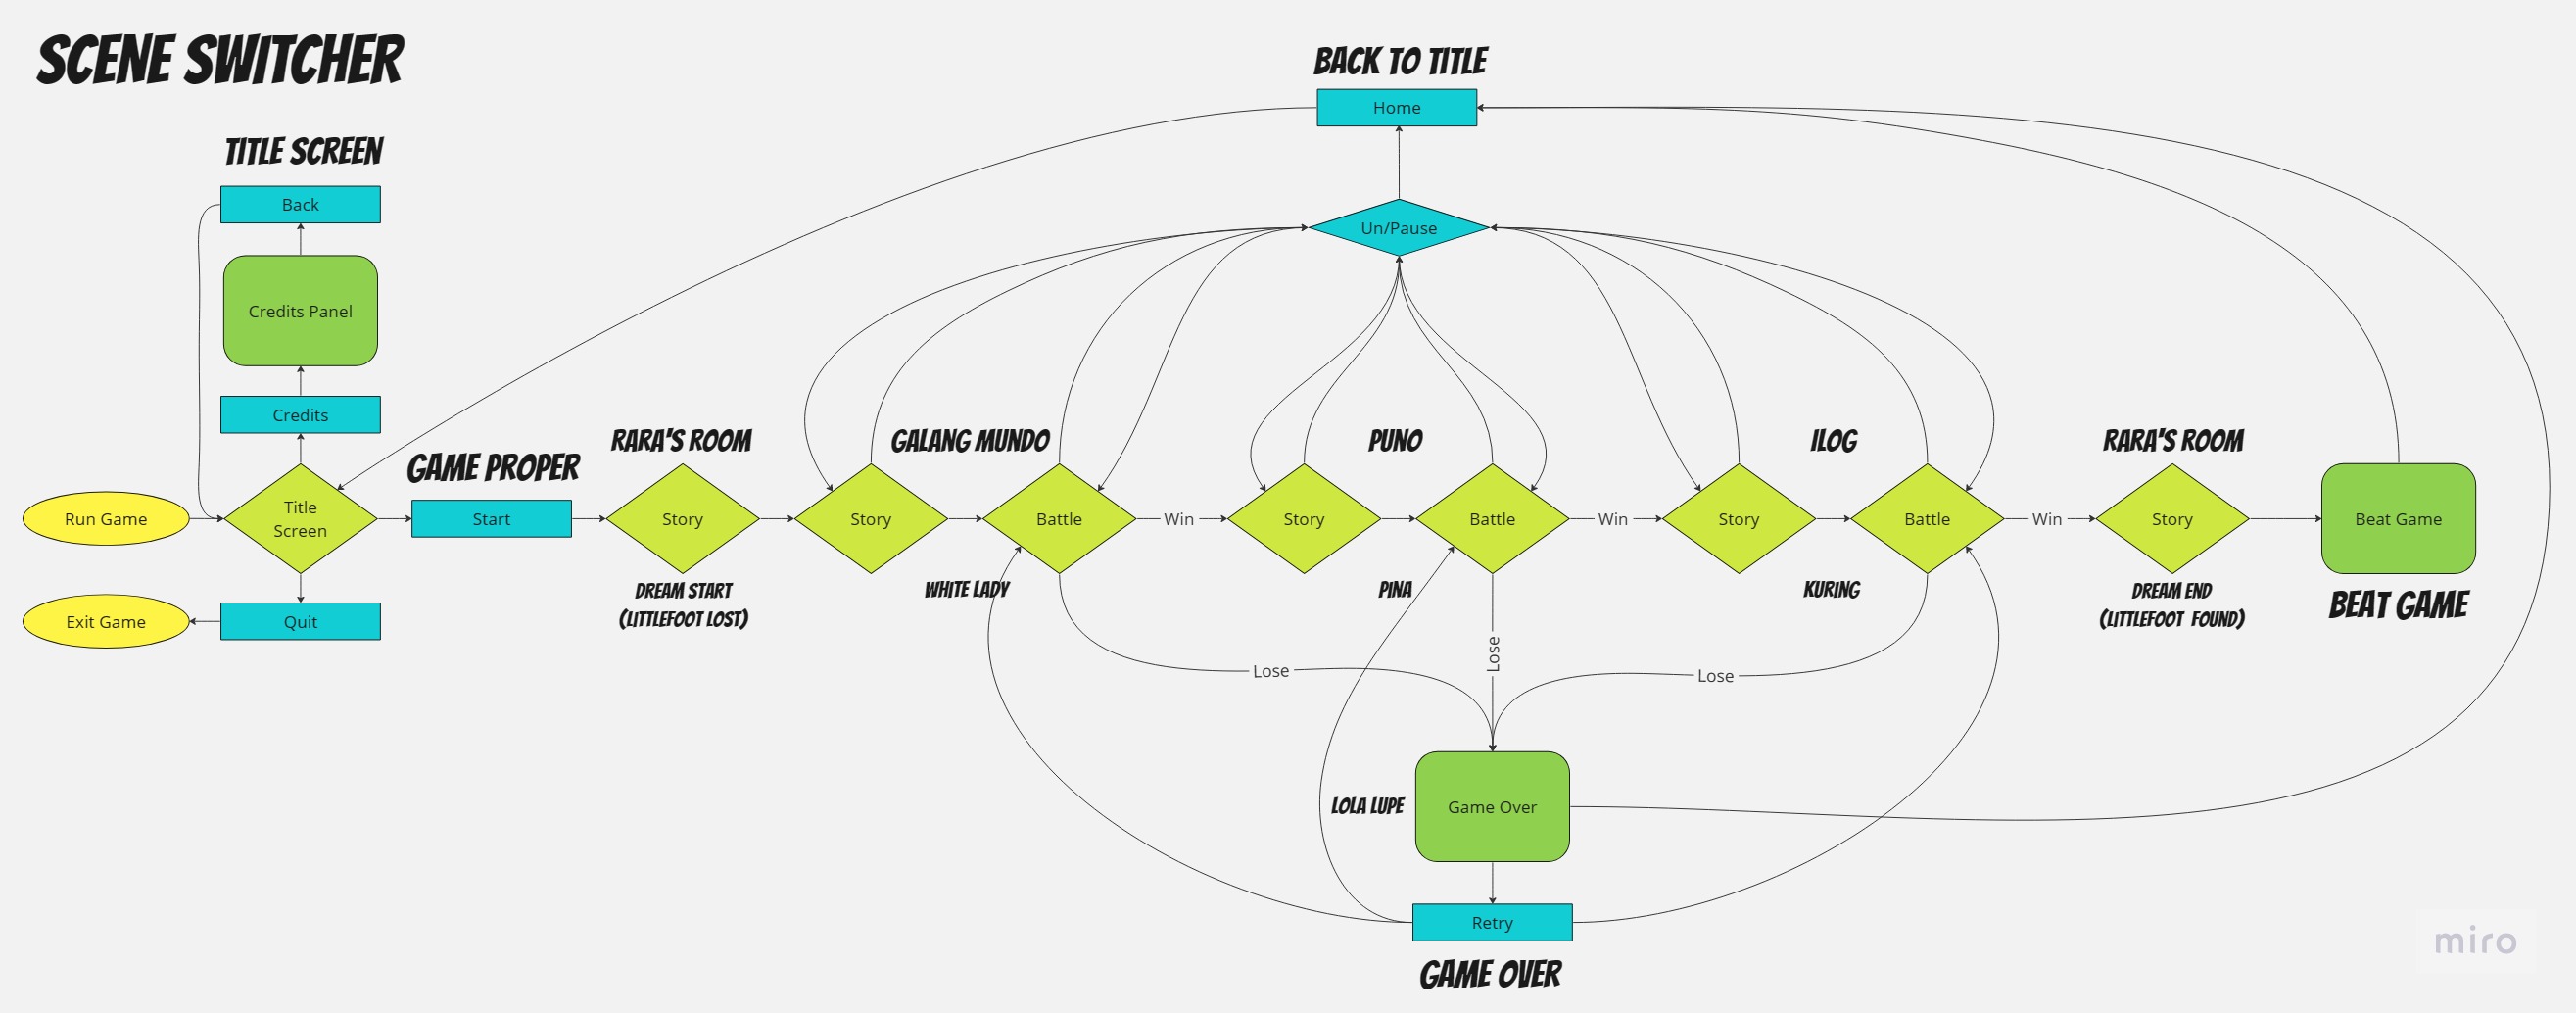 SCENE SWITCHER
BACK TO TITLE
Home
TITLE SCREEN
Back
Un/Pause
Credits Panel
Credits
RARA'S ROOM
GALANG MUNDO
PUNO
ILOG
RARA'S ROOM
GAME PROPER
Run Game
Title
Screen
Start
Story
Story
Battle
Win
Story
Battle
Win
Story
Battle
Win
Story
Beat Game
DREAM START
(LITTLEFOOT LOST)
WHITE LADY
PINA
KURING
DREAM END
(LITTLEFOOT FOUND)
BEAT GAME
Exit Game
Quit
Lose
Lose
Lose
LOLA LUPE
Game Over
Retry
GAME OVER
miro